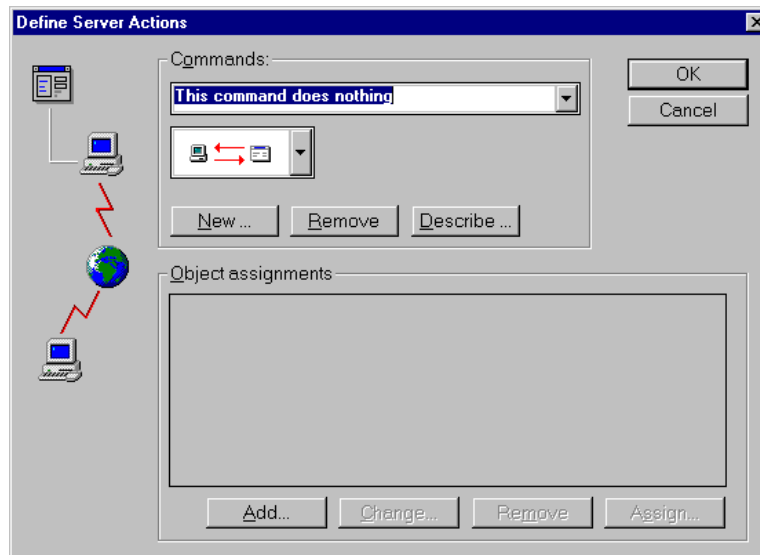 Define Server Actions
Commands:
This command does nothing
OK
Cancel
New ...
Remove
Describe ...
Object assignments
Add...
Change...
Remove
Assign...